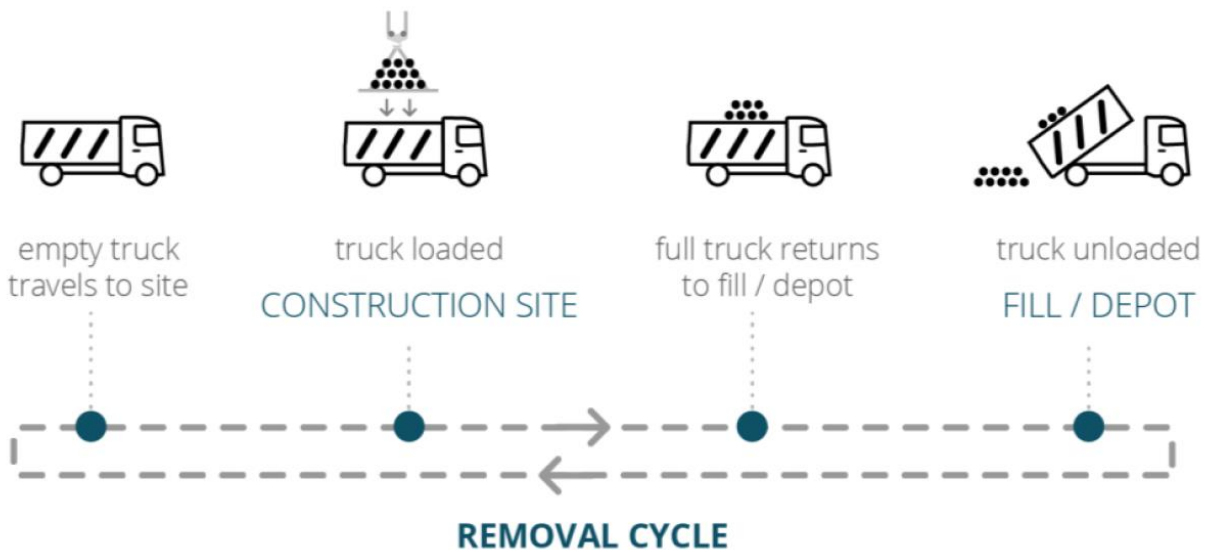 empty truck
travels to site
truck loaded
CONSTRUCTION SITE
full truck returns
to fill / depot
truck unloaded
FILL / DEPOT
REMOVAL CYCLE